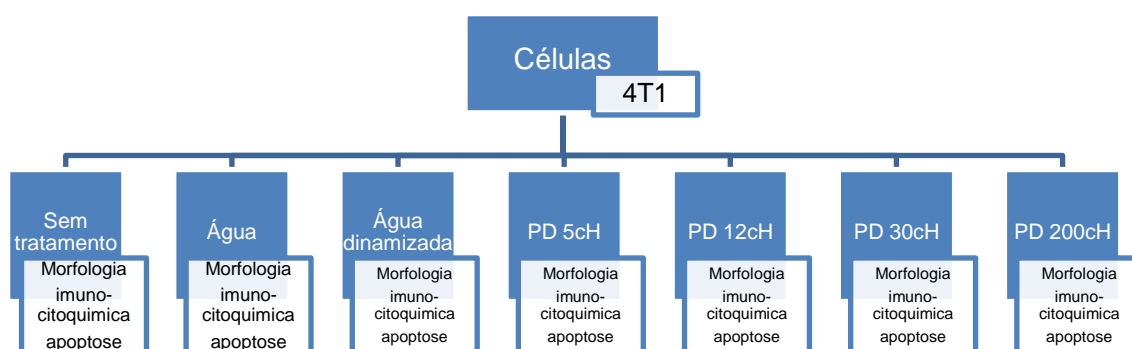 Células
4T1
Sem
tratamento
Morfologia
imuno-
citoquimica
apoptose
Água
Morfologia
imuno-
citoquimica
apoptose
Água
dinamizada
Morfologia
imuno-
citoquimica
apoptose
PD 5cH
Morfologia
imuno-
citoquimica
apoptose
PD 12cH
Morfologia
imuno-
citoquimica
apoptose
PD 30cH
Morfologia
imuno-
citoquimica
apoptose
PD 200cH
Morfologia
imuno-
citoquimica
apoptose